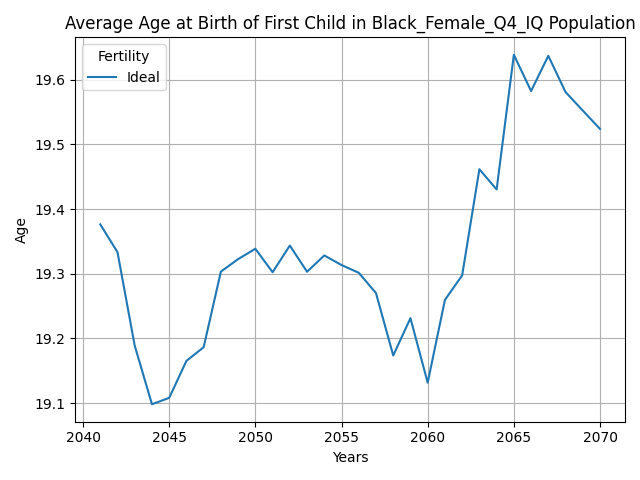 Average Age at Birth of First Child in Black_Female_Q4_IQ Population
Fertility
Ideal
Age
19.6
19.5
19.4
19.3
19.2
19.1
2040 2045 2050 2055 2060 2065 2070
Years